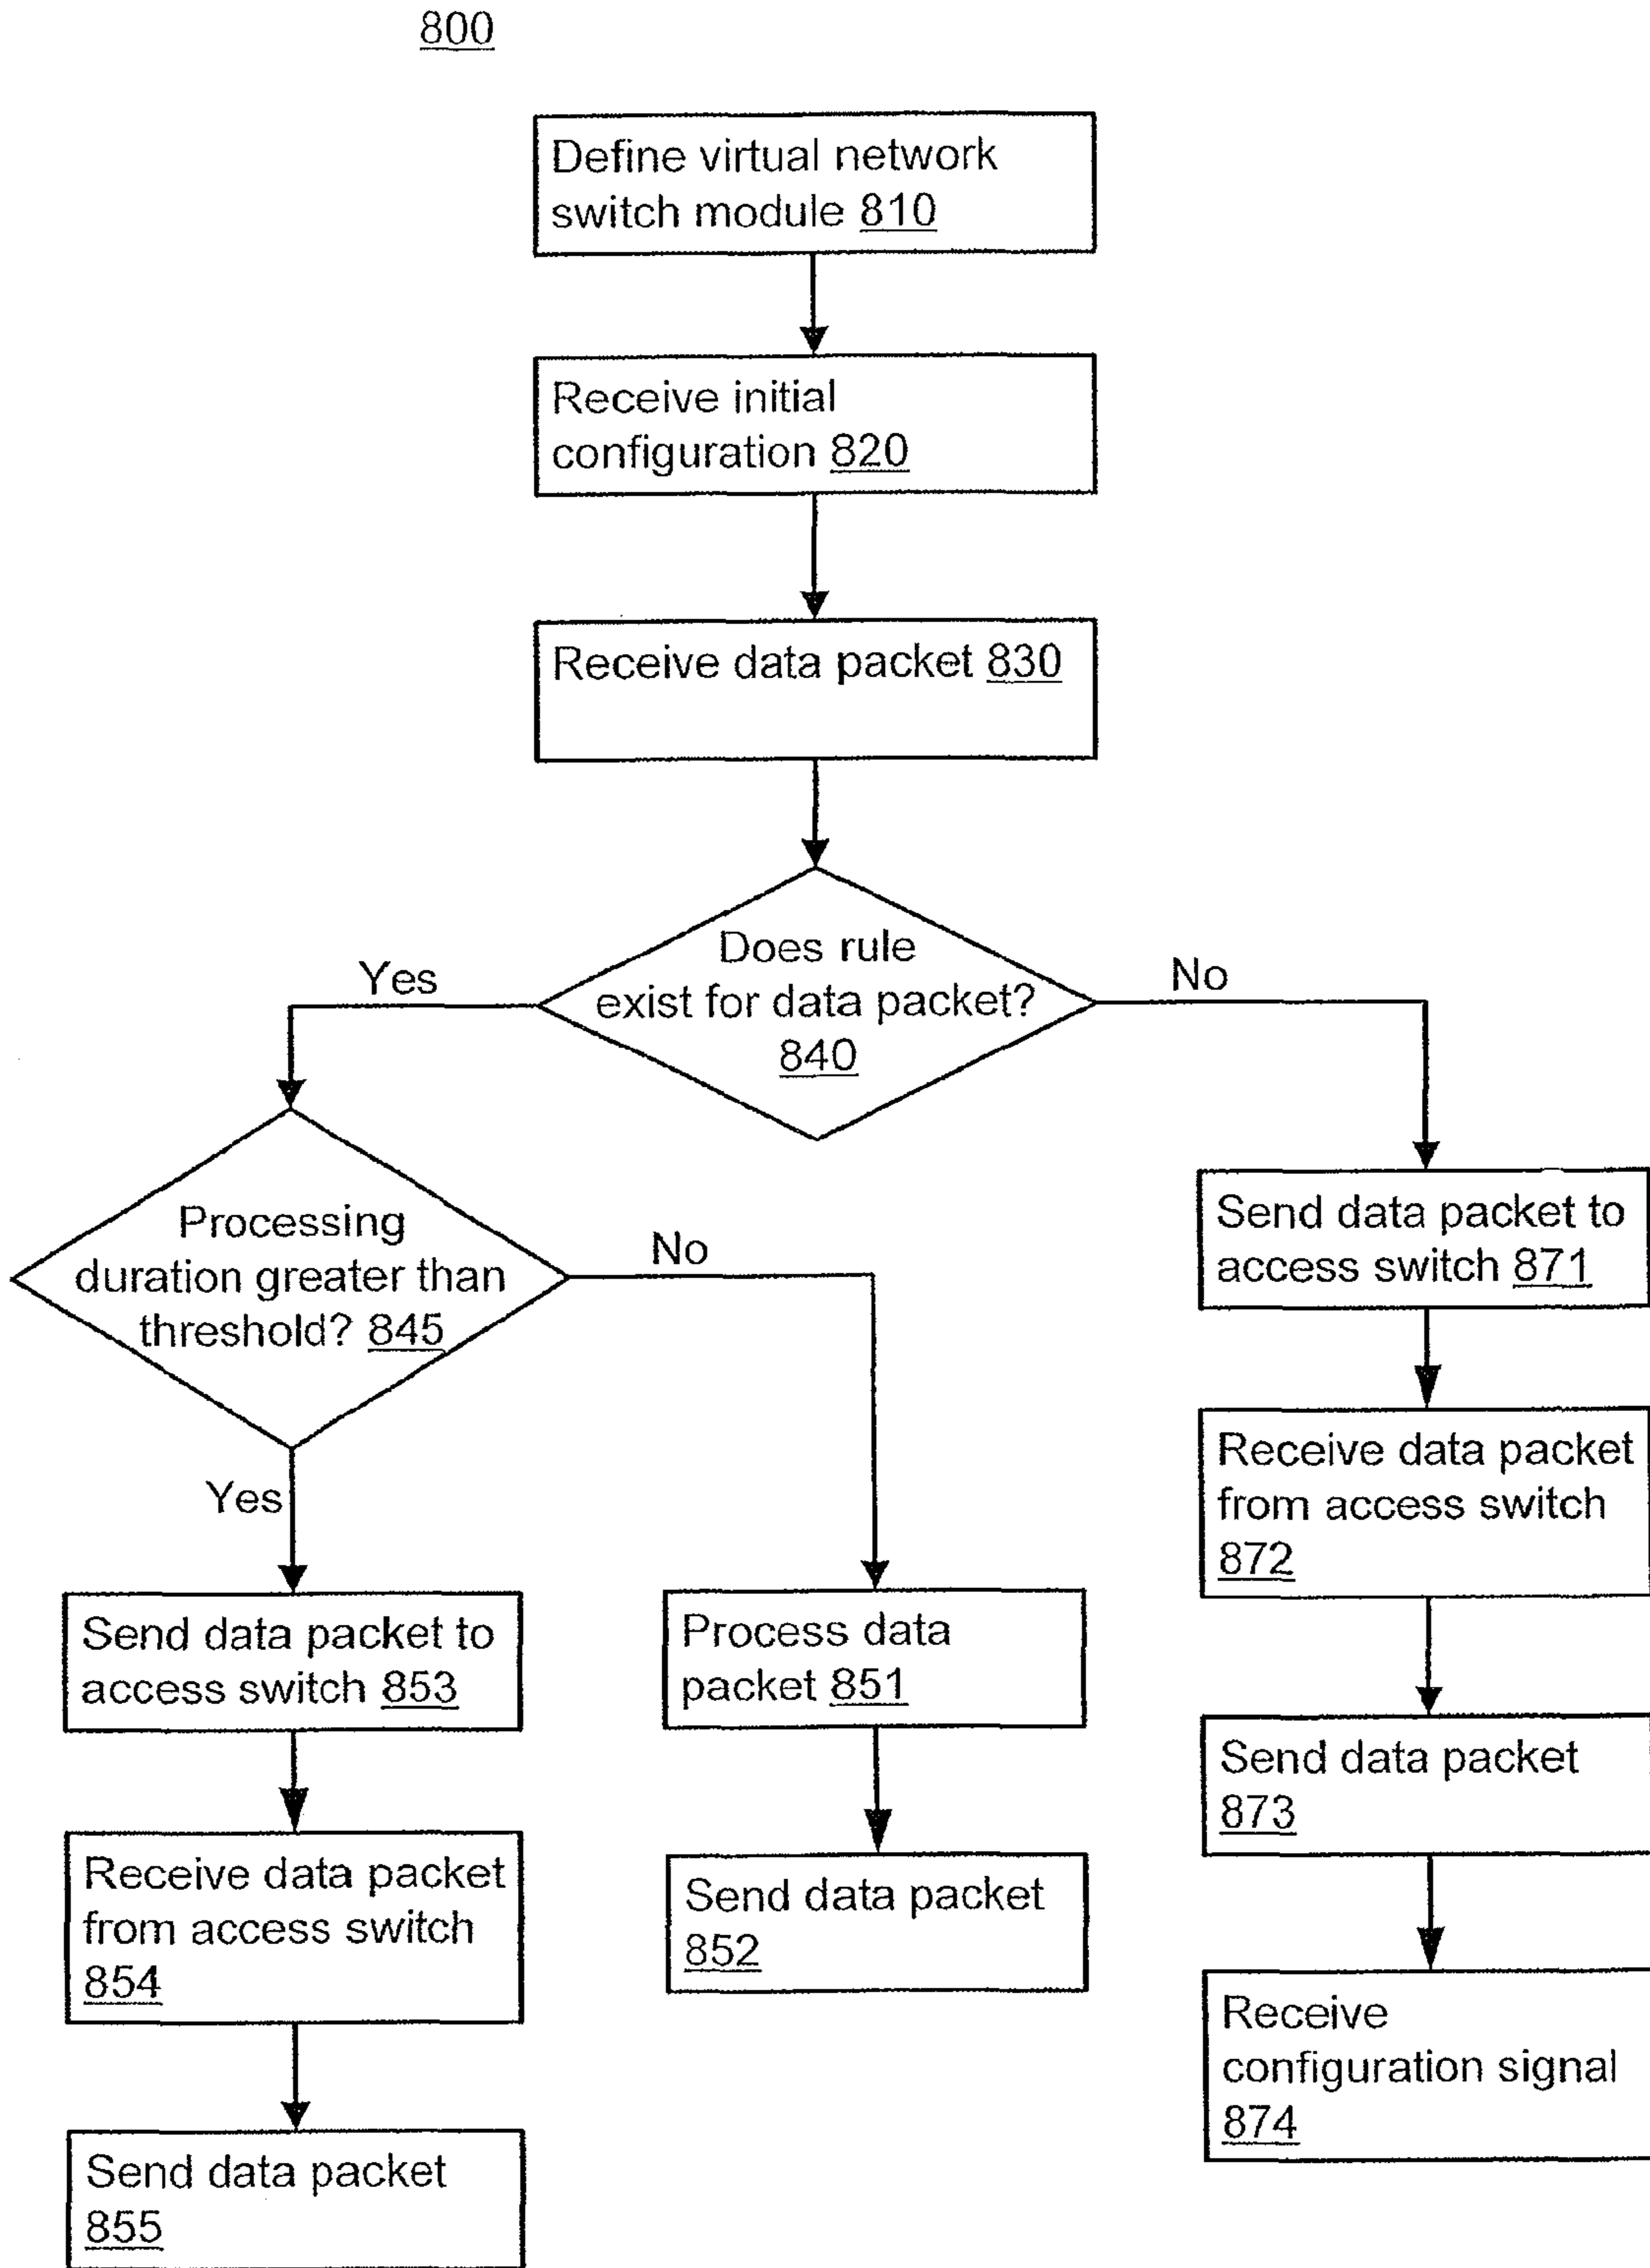 800
Define virtual network
switch module 810
Receive initial
configuration 820
Receive data packet 830
Does rule
exist for data packet?
840
Yes
No
Processing
duration greater than
threshold? 845
No
Yes
Send data packet to
access switch 871
Receive data packet
from access switch
872
Send data packet
873
Receive
configuration signal
874
Process data
packet 851
Send data packet
852
Send data packet to
access switch 853
Receive data packet
from access switch
854
Send data packet
855